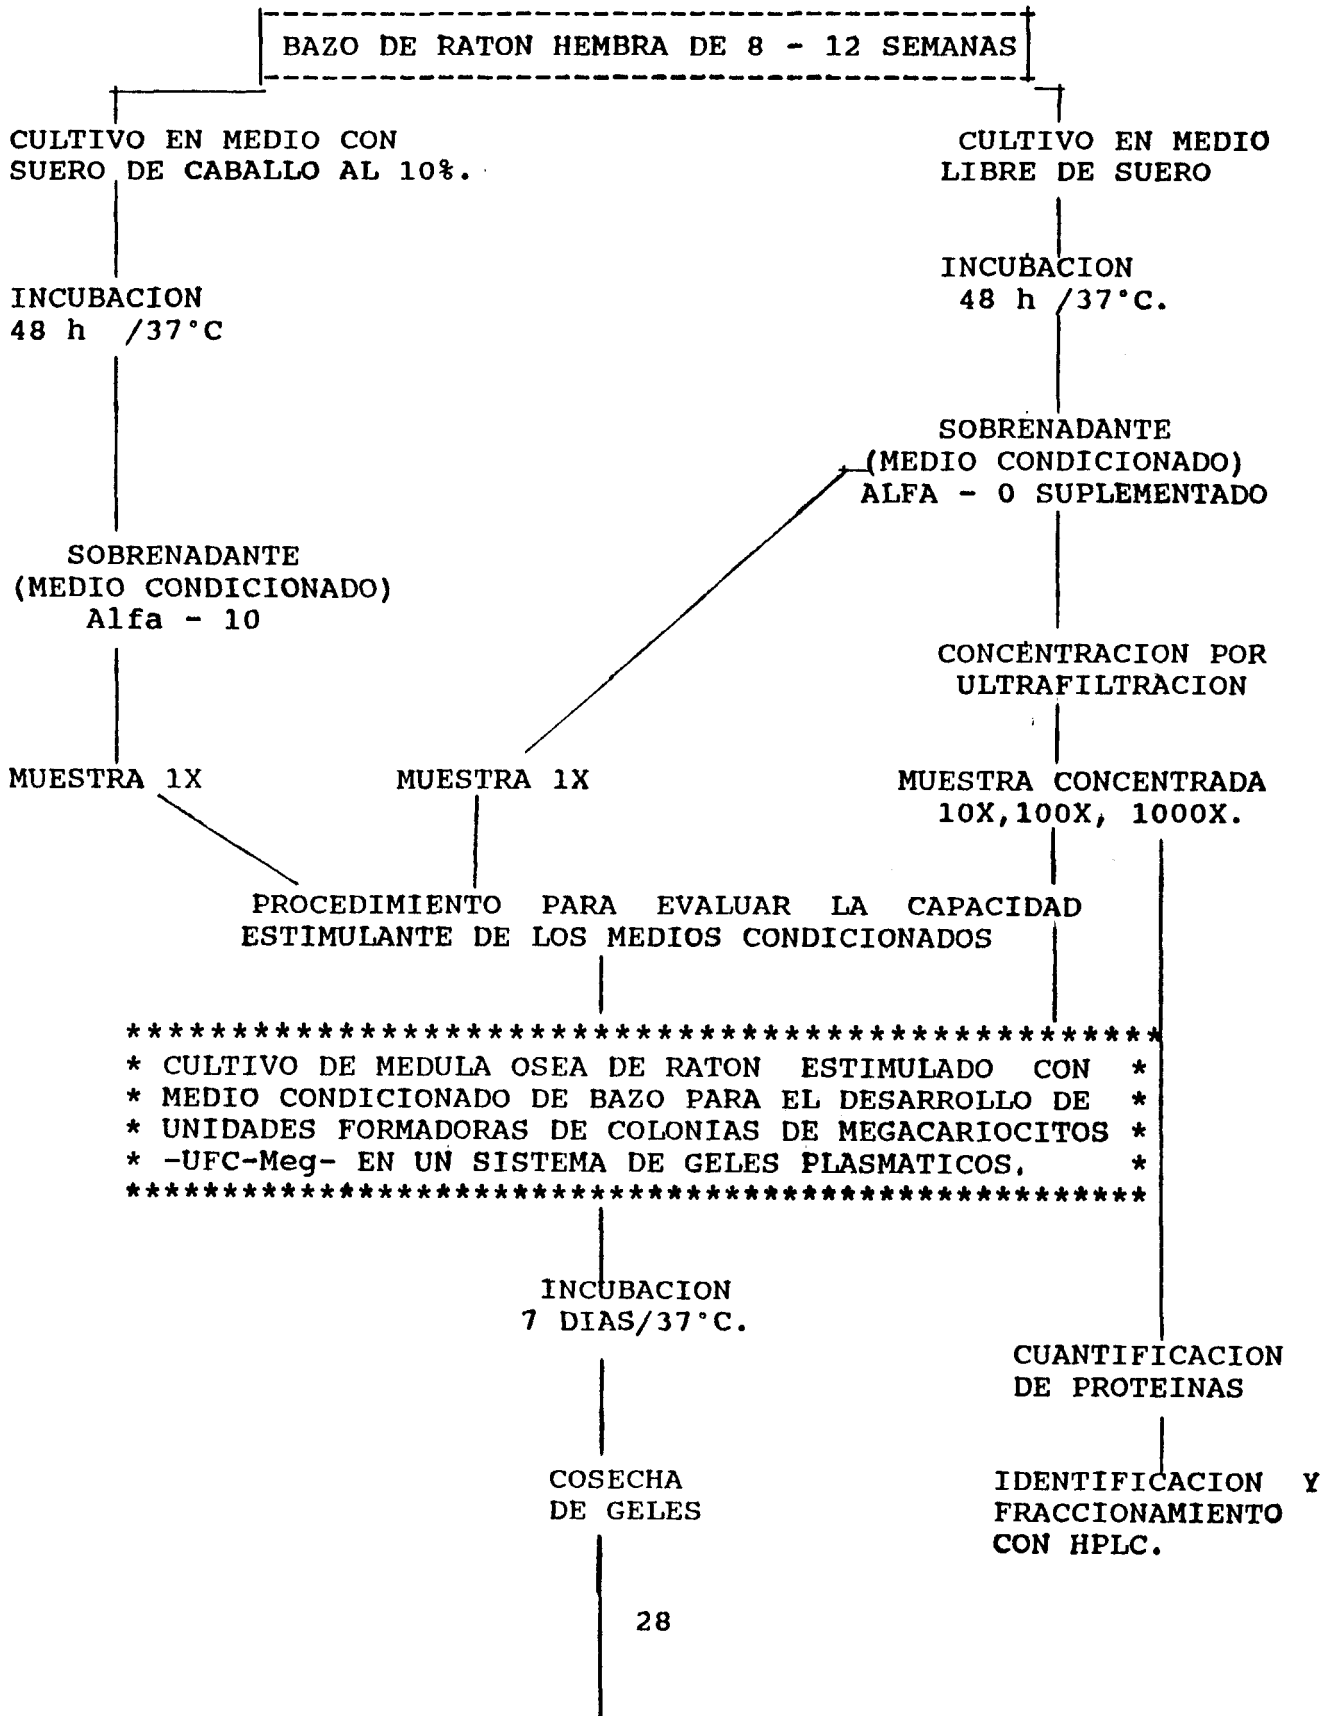 BAZO DE RATON HEMBRA DE 8 - 12 SEMANAS
CULTIVO EN MEDIO CON
SUERO DE CABALLO AL 10%.
CULTIVO EN MEDIO
LIBRE DE SUERO
INCUBACION
48 h /37°C
INCUBACION
48 h /37°C.
SOBRENADANTE
(MEDIO CONDICIONADO)
ALFA - 0 SUPLEMENTADO
SOBRENADANTE
(MEDIO CONDICIONADO)
Alfa - 10
CONCENTRACION POR
ULTRAFILTRACION
MUESTRA 1X
MUESTRA 1X
MUESTRA CONCENTRADA
10X,100X, 1000X.
PROCEDIMIENTO PARA EVALUAR LA CAPACIDAD
ESTIMULANTE DE LOS MEDIOS CONDICIONADOS
*************************************************
* CULTIVO DE MEDULA OSEA DE RATON ESTIMULADO CON *
* MEDIO CONDICIONADO DE BAZO PARA EL DESARROLLO DE *
* UNIDADES FORMADORAS DE COLONIAS DE MEGACARIOCITOS *
* -UFC-Meg- EN UN SISTEMA DE GELES PLASMATICOS. *
*************************************************
INCUBACION
7 DIAS/37°C.
CUANTIFICACION
DE PROTEINAS
COSECHA
DE GELES
IDENTIFICACION Y
FRACCIONAMIENTO
CON HPLC.
28